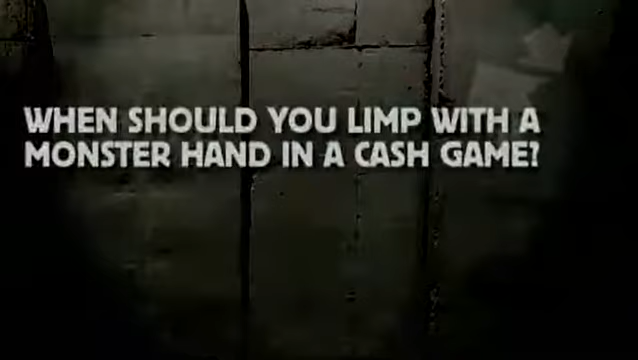 WHEN SHOULD YOU LIMP WITH A
MONSTER HAND IN A CASH GAME?